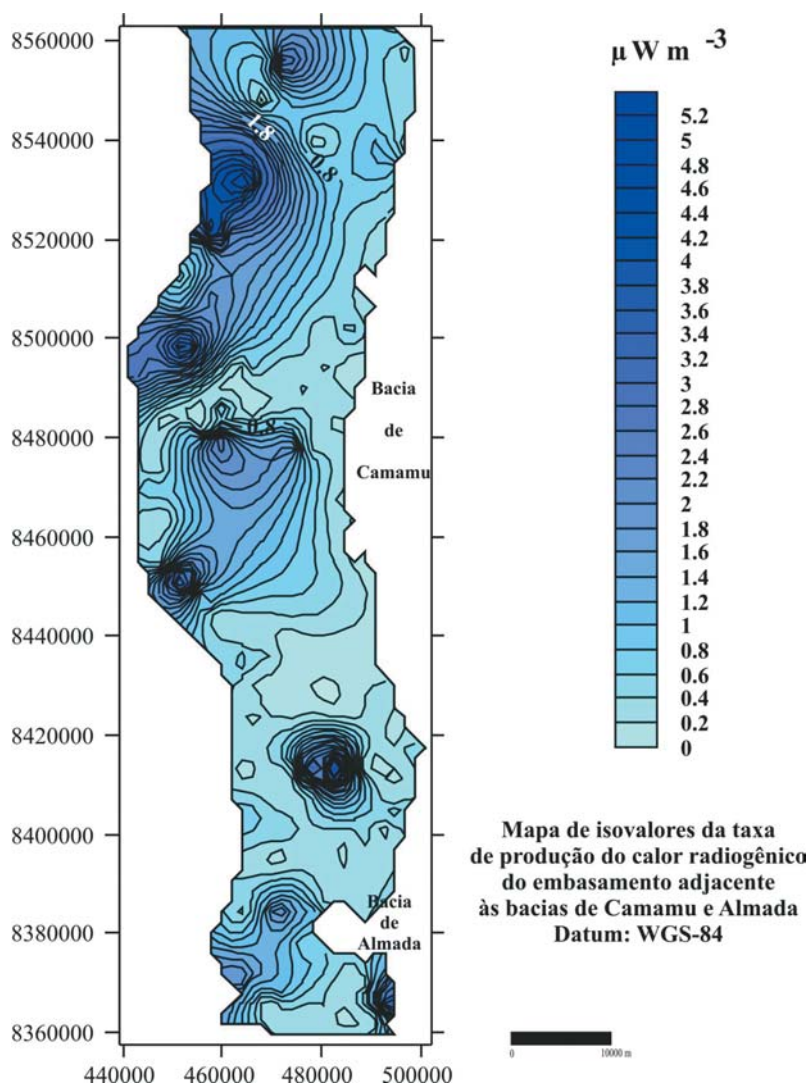 8560000
8540000
8520000
8500000
8480000
8460000
8440000
8420000
8400000
8380000
8360000
440000 460000 480000 500000
1.8
0.8
0.8
Bacia
de
Camamu
Bacia
de
Almada
μ W m -3
5.2
5
4.8
4.6
4.4
4.2
4
3.8
3.6
3.4
3.2
3
2.8
2.6
2.4
2.2
2
1.8
1.6
1.4
1.2
1
0.8
0.6
0.4
0.2
0
Mapa de isovalores da taxa
de produção do calor radiogênico
do embasamento adjacente
às bacias de Camamu e Almada
Datum: WGS-84
0 10000 m